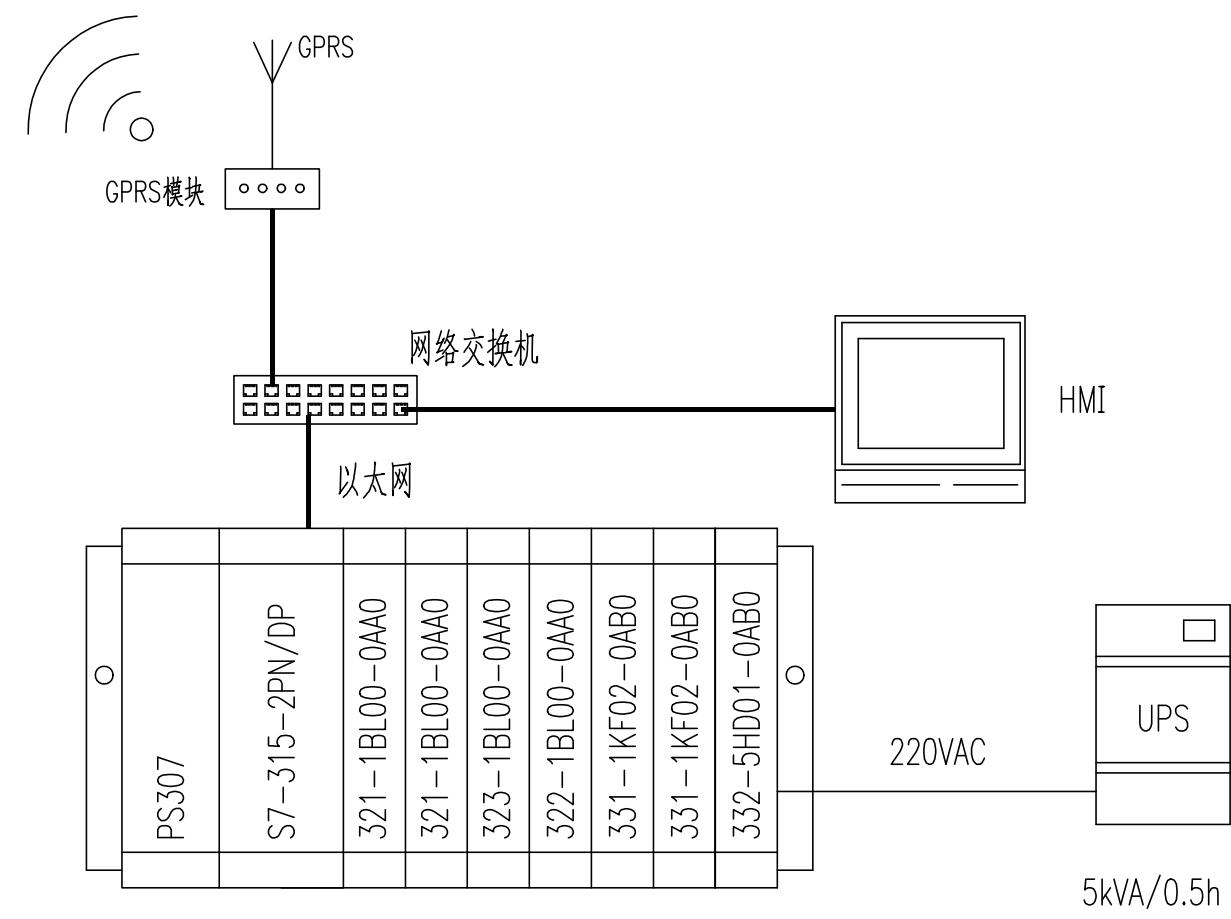 GPRS
GPRS模块
网络交换机
HMI
以太网
PS307
S7-315-2PN/DP
321-1BL00-0AA0
321-1BL00-0AA0
323-1BL00-0AA0
322-1BL00-0AA0
331-1KF02-0AB0
331-1KF02-0AB0
332-5HD01-0AB0
220VAC
UPS
5kVA/0.5h